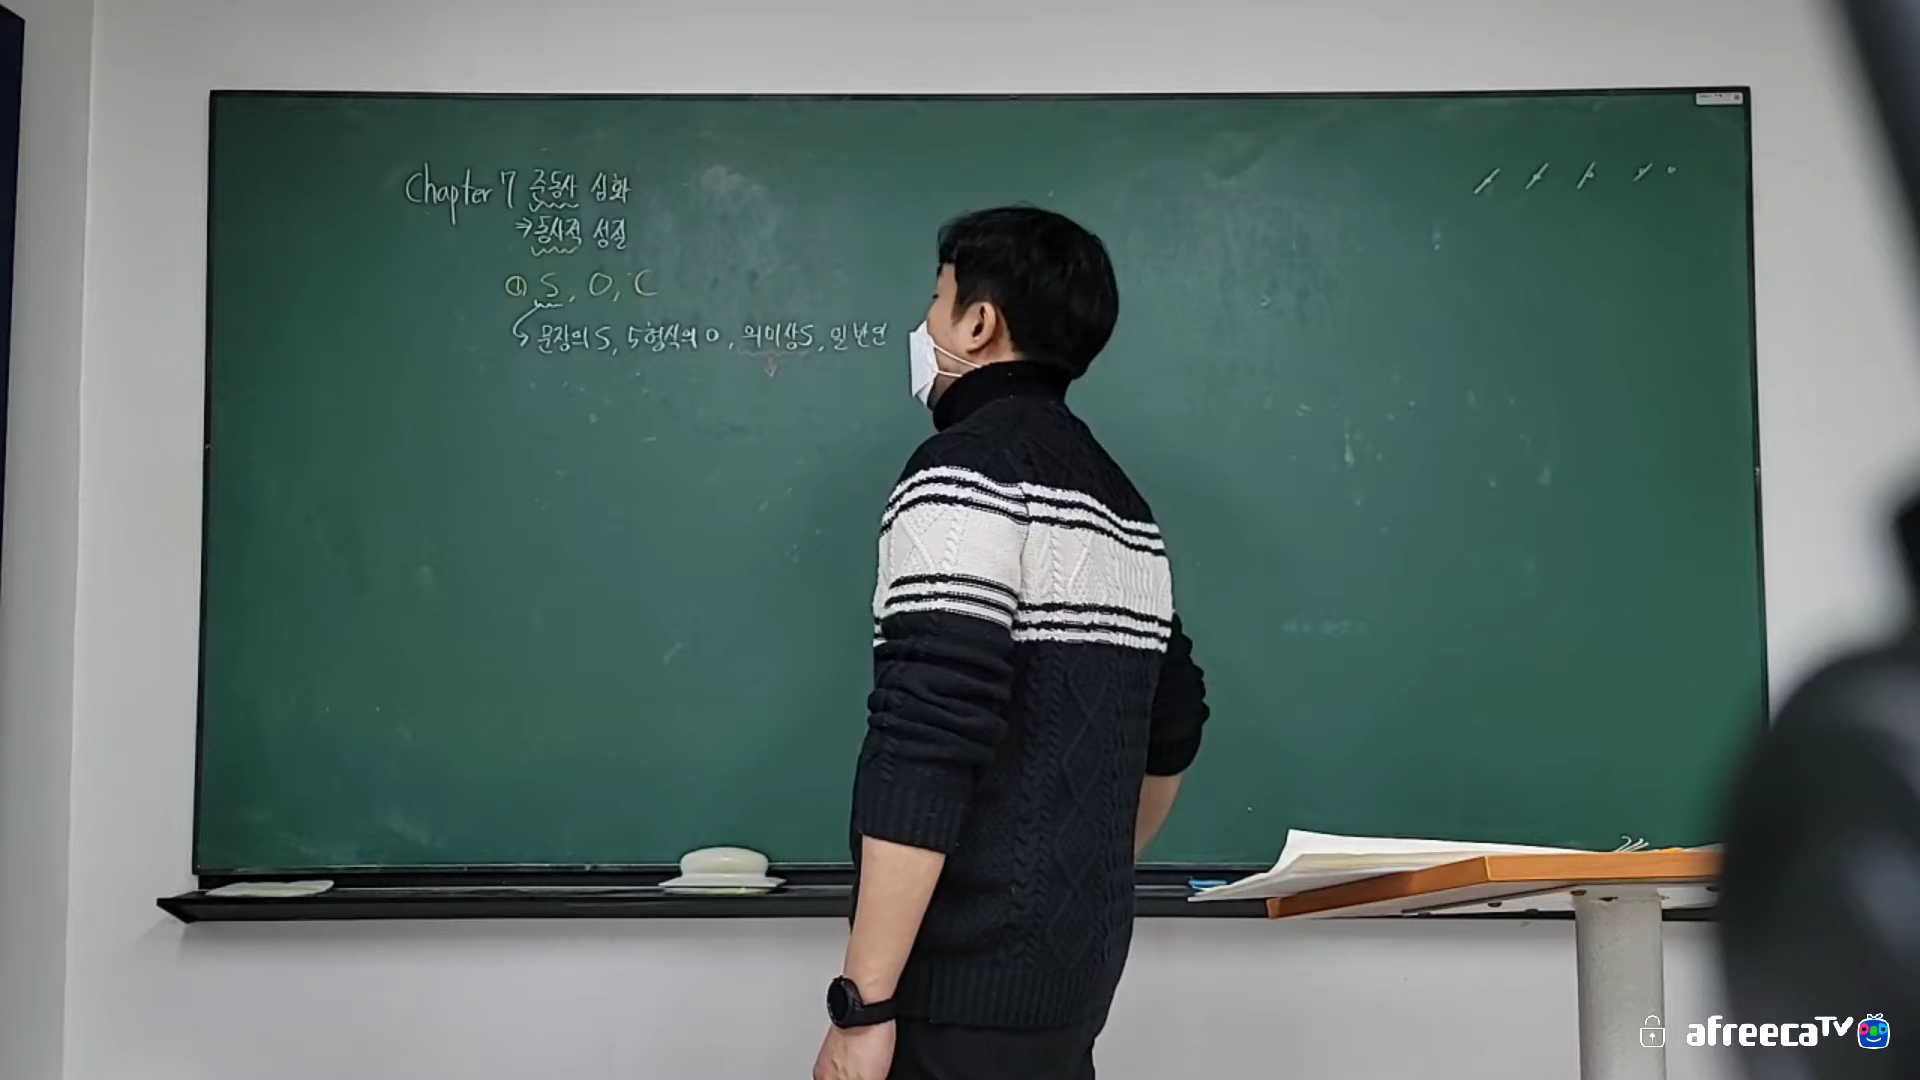 Chapter 7 준동사 심화
⇒동사적 성질
① S, O, C
↳ 문장의 S, 5형식의 O, 의미상S, 일반인
afreecaTV